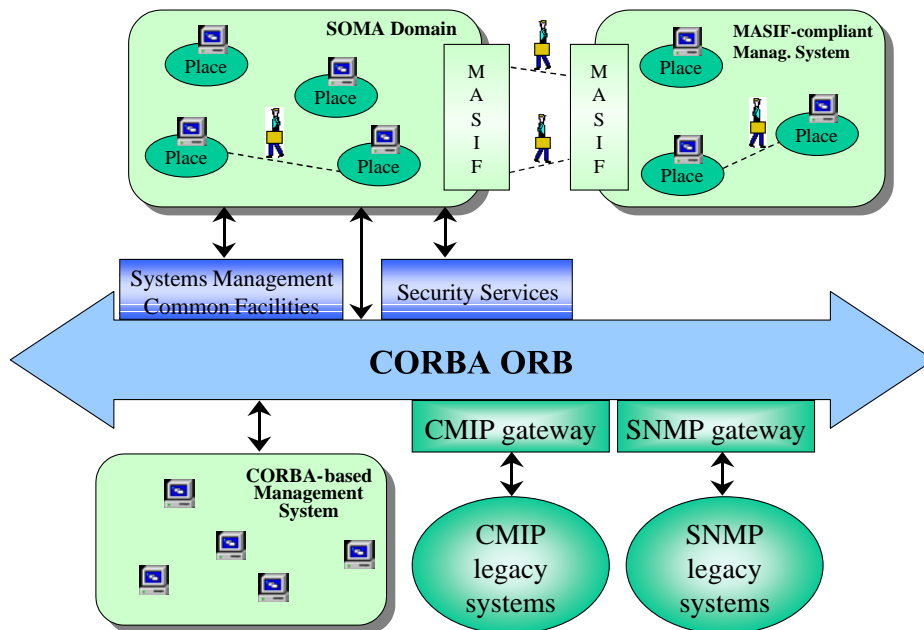 SOMA Domain
Place
Place
Place
Place
M
A
S
I
F
M
A
S
I
F
MASIF-compliant
Manag. System
Place
Place
Place
Systems Management
Common Facilities
Security Services
CORBA ORB
CMIP gateway
SNMP gateway
CORBA-based
Management
System
CMIP
legacy
systems
SNMP
legacy
systems